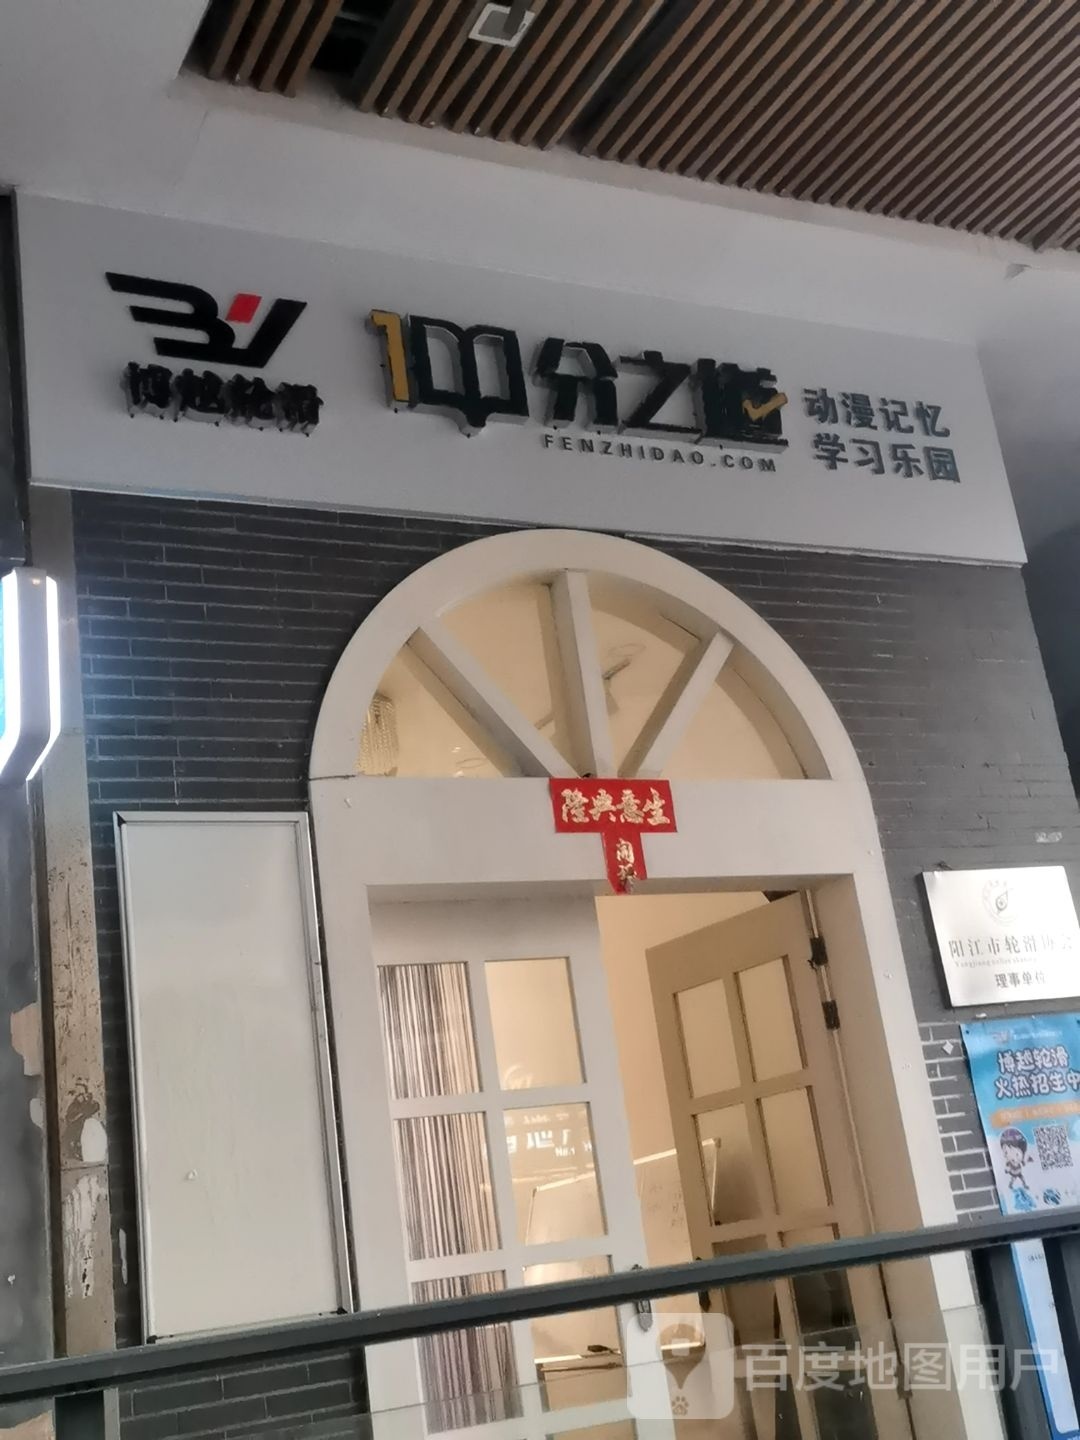 博越轮滑
100分之道
FENZHIDAO.COM
动漫记忆
学习乐园
生意興隆
阳江市轮滑协会
理事单位
博越轮滑
火热招生中
百度地图用户